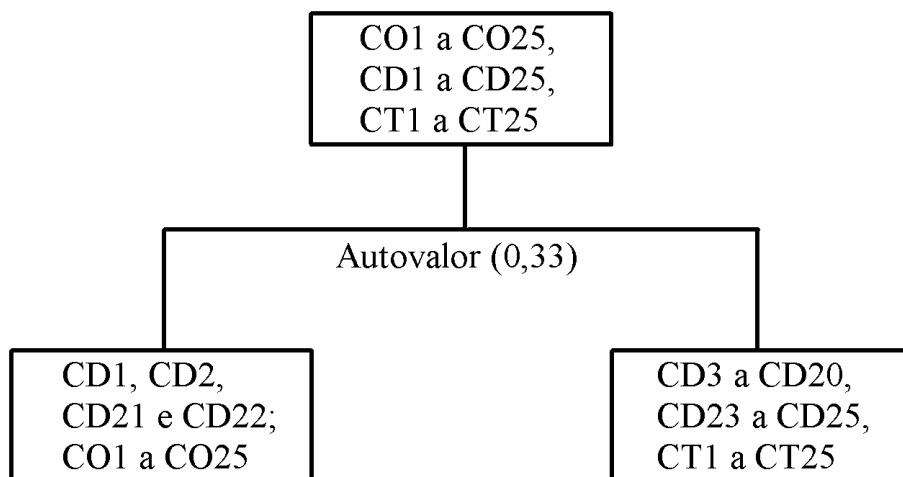 CO1 a CO25,
CD1 a CD25,
CT1 a CT25
Autovalor (0,33)
CD1, CD2,
CD21 e CD22;
CO1 a CO25
CD3 a CD20,
CD23 a CD25,
CT1 a CT25